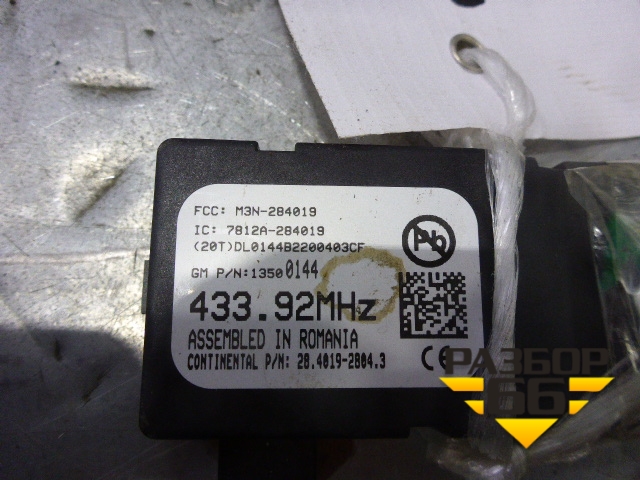 FCC: M3N-284019
IC: 7812A-284019
(20T)DL0144B2200403CF
GM P/N:13500144
Pb
433.92MHz
ASSEMBLED IN ROMANIA
CONTINENTAL P/N: 28.4019-2804.3
CE
РАЗБОР
66